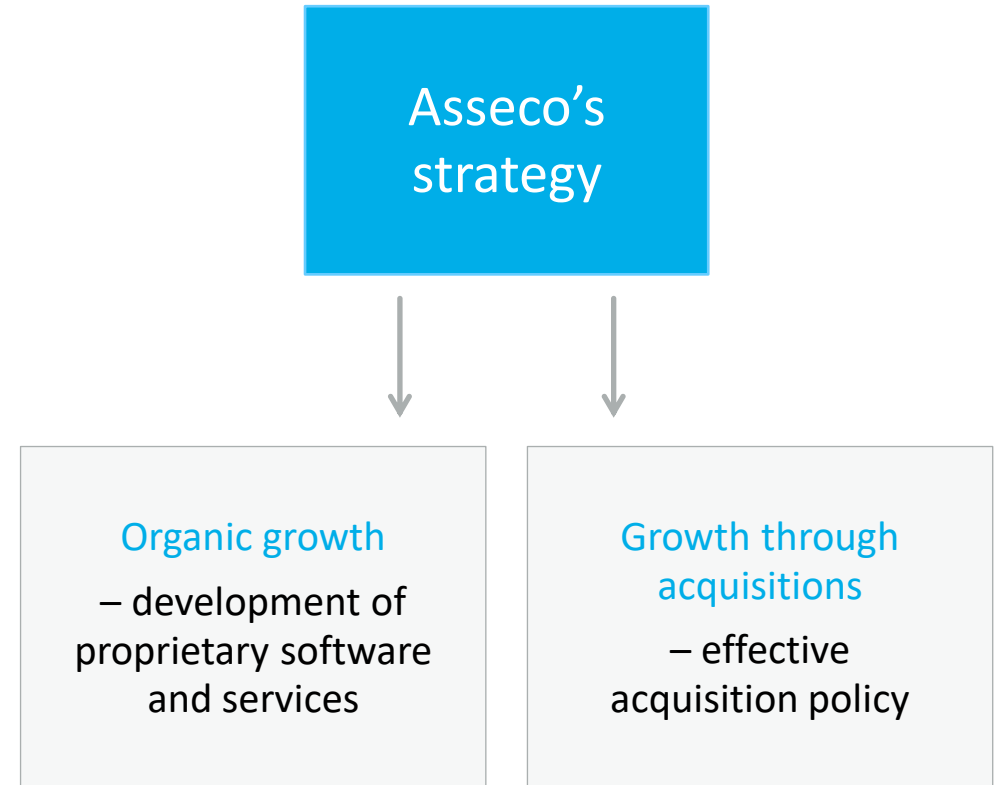 Asseco’s
strategy
Organic growth
– development of
proprietary software
and services
Growth through
acquisitions
– effective
acquisition policy